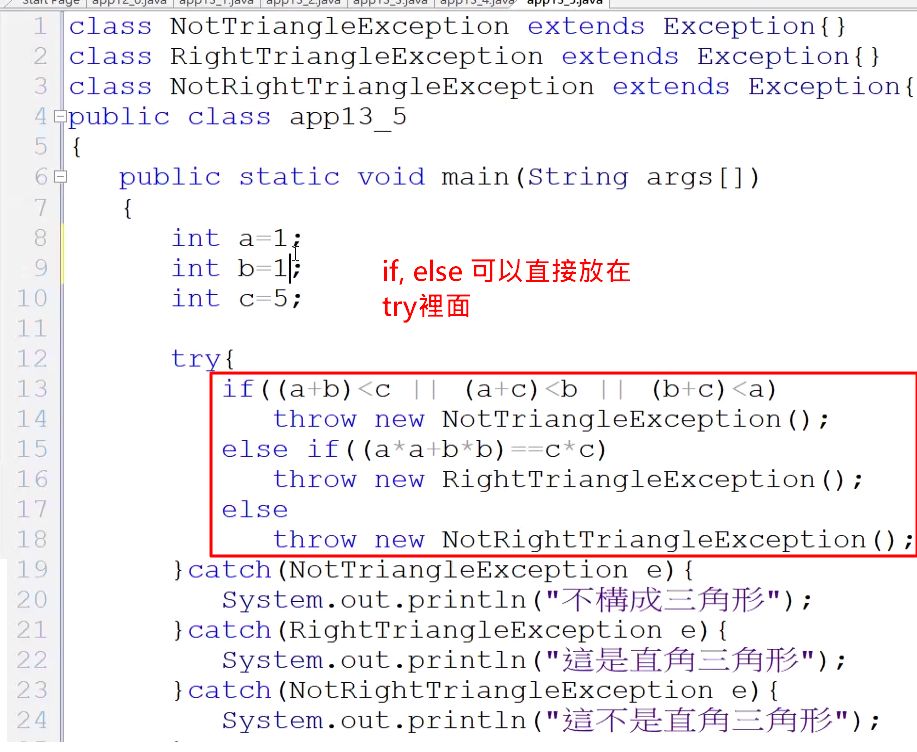 Start Page app12_6.java app13_1.java app13_2.java app13_3.java app13_4.java app13_5.java
1 class NotTriangleException extends Exception{}
2 class RightTriangleException extends Exception{}
3 class NotRightTriangleException extends Exception{
4 public class app13_5
5 {
6 public static void main(String args[])
7 {
8 int a=1;
9 int b=1;
10 int c=5;
if, else 可以直接放在
try裡面
11
12 try{
13 if((a+b)<c || (a+c)<b || (b+c)<a)
14 throw new NotTriangleException();
15 else if((a*a+b*b)==c*c)
16 throw new RightTriangleException();
17 else
18 throw new NotRightTriangleException();
19 }catch(NotTriangleException e){
20 System.out.println("不構成三角形");
21 }catch(RightTriangleException e){
22 System.out.println("這是直角三角形");
23 }catch(NotRightTriangleException e){
24 System.out.println("這不是直角三角形");